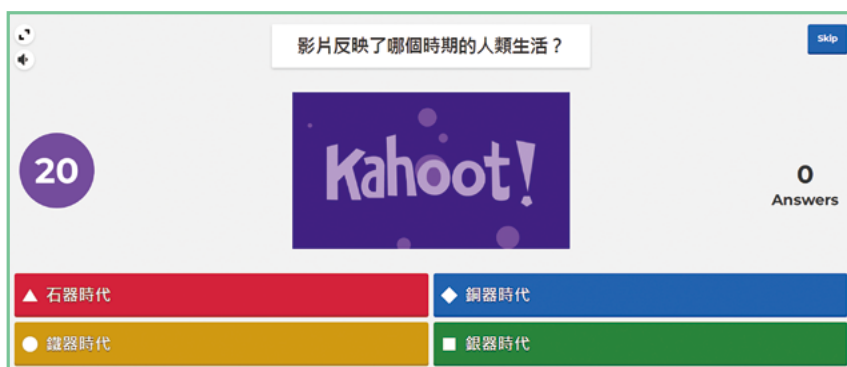 影片反映了哪個時期的人類生活？
Skip
20
Kahoot!
0
Answers
石器時代
銅器時代
鐵器時代
銀器時代